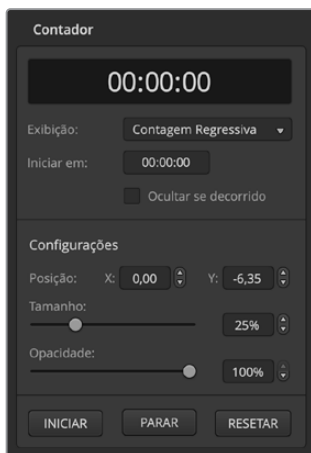 Contador
00:00:00
Exibição: Contagem Regressiva
Iniciar em: 00:00:00
Ocultar se decorrido
Configurações
Posição: X: 0,00 Y: -6,35
Tamanho:
25%
Opacidade:
100%
INICIAR PARAR RESETAR